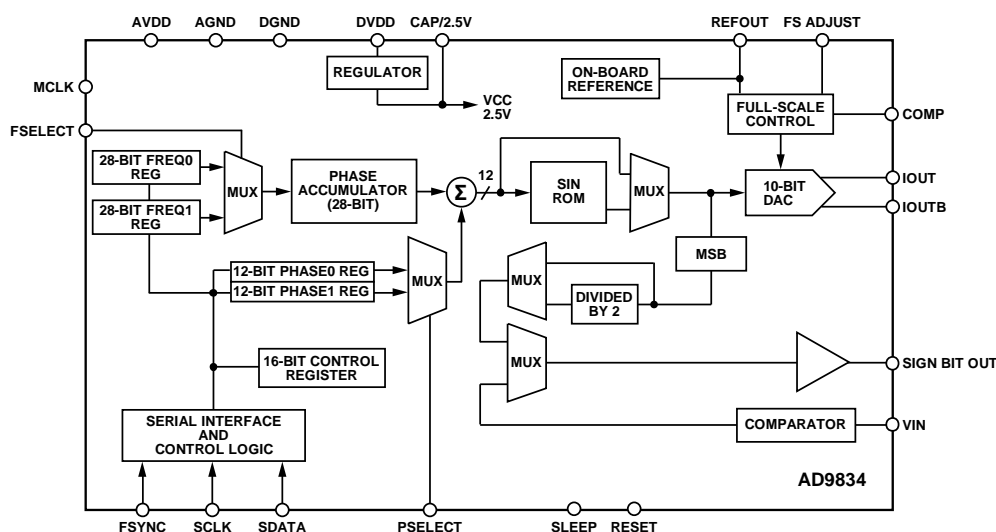 AVDD
AGND
DGND
DVDD
CAP/2.5V
REFOUT
FS ADJUST
MCLK
REGULATOR
ON-BOARD
REFERENCE
VCC
2.5V
FULL-SCALE
CONTROL
COMP
FSELECT
28-BIT FREQ0
REG
28-BIT FREQ1
REG
MUX
PHASE
ACCUMULATOR
(28-BIT)
Σ
12
SIN
ROM
MUX
10-BIT
DAC
IOUT
IOUTB
MSB
12-BIT PHASE0 REG
12-BIT PHASE1 REG
MUX
MUX
DIVIDED
BY 2
16-BIT CONTROL
REGISTER
MUX
SIGN BIT OUT
SERIAL INTERFACE
AND
CONTROL LOGIC
COMPARATOR
VIN
AD9834
FSYNC
SCLK
SDATA
PSELECT
SLEEP
RESET